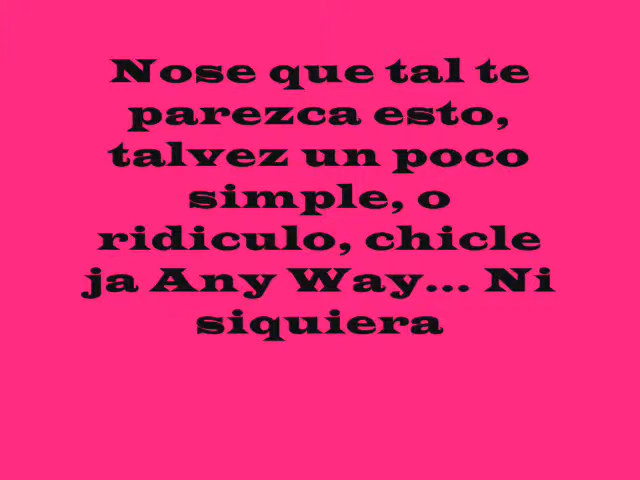 Nose que tal te
parezca esto,
talvez un poco
simple, o
ridiculo, chicle
ja Any Way... Ni
siquiera